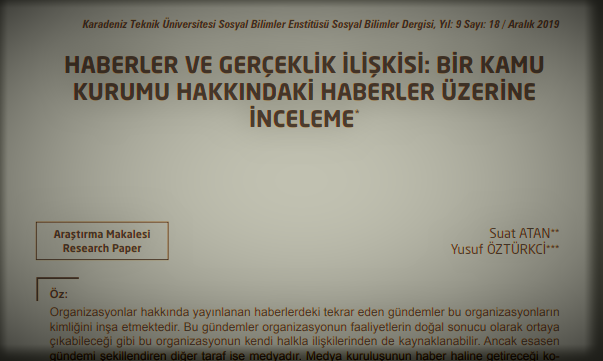 Karadeniz Teknik Üniversitesi Sosyal Bilimler Enstitüsü Sosyal Bilimler Dergisi, Yıl: 9 Sayı: 18 / Aralık 2019
HABERLER VE GERÇEKLİK İLİŞKİSİ: BİR KAMU
KURUMU HAKKINDAKİ HABERLER ÜZERİNE
İNCELEME*
Araştırma Makalesi
Research Paper
Suat ATAN**
Yusuf ÖZTÜRKCİ***
Öz:
Organizasyonlar hakkında yayınlanan haberlerdeki tekrar eden gündemler bu organizasyonların
kimliğini inşa etmektedir. Bu gündemler organizasyonun faaliyetlerin doğal sonucu olarak ortaya
çıkabileceği gibi bu organizasyonun kendi halkla ilişkilerinden de kaynaklanabilir. Ancak esasen
gündemi şekillendiren diğer taraf ise medyadır. Medya kuruluşunun haber haline getireceği ko-